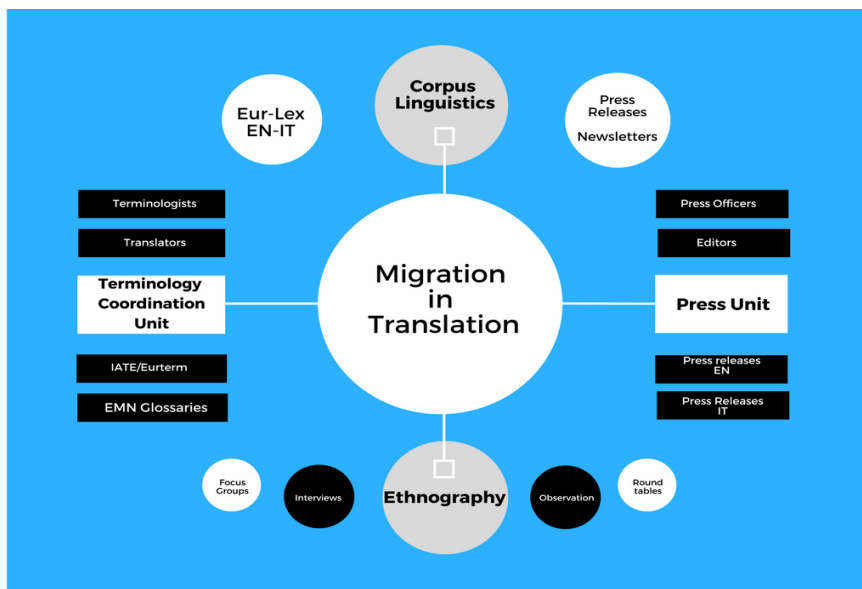 Corpus
Linguistics
Eur-Lex
EN-IT
Press
Releases
Newsletters
Terminologists
Translators
Terminology
Coordination
Unit
IATE/Eurterm
EMN Glossaries
Migration
in
Translation
Press Officers
Editors
Press Unit
Press releases
EN
Press Releases
IT
Focus
Groups
Interviews
Ethnography
Observation
Round
tables